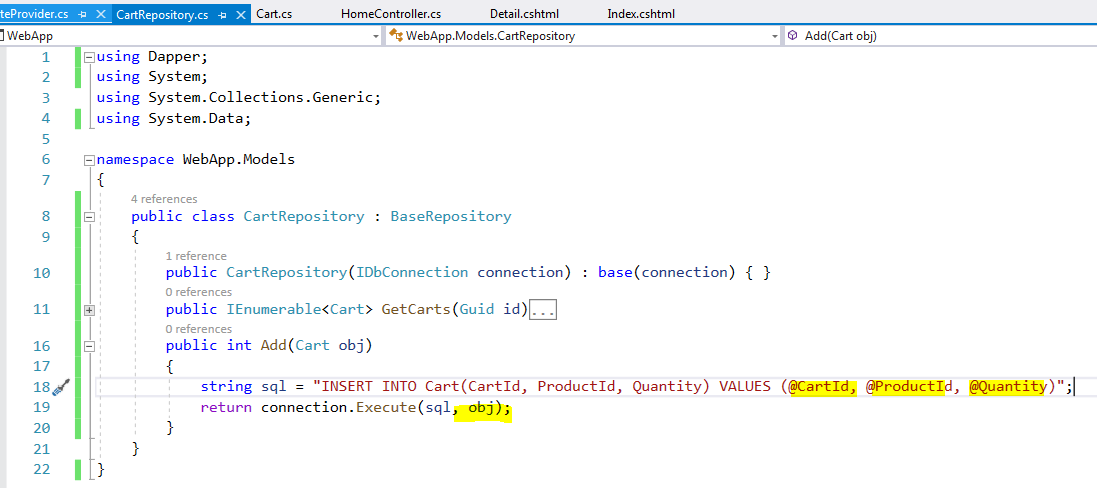 teProvider.cs CartRepository.cs Cart.cs HomeController.cs Detail.cshtml Index.cshtml
WebApp WebApp.Models.CartRepository Add(Cart obj)
1 using Dapper;
2 using System;
3 using System.Collections.Generic;
4 using System.Data;
5
6 namespace WebApp.Models
7 {
4 references
8 public class CartRepository : BaseRepository
9 {
1 reference
10 public CartRepository(IDbConnection connection) : base(connection) { }
0 references
11 public IEnumerable<Cart> GetCarts(Guid id)...
0 references
16 public int Add(Cart obj)
17 {
18 string sql = "INSERT INTO Cart(CartId, ProductId, Quantity) VALUES (@CartId, @ProductId, @Quantity)";
19 return connection.Execute(sql, obj);
20 }
21 }
22 }